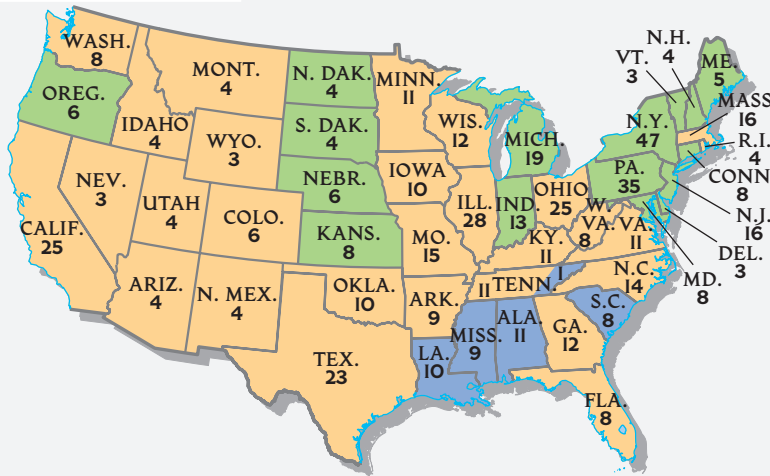 WASH.
8
OREG.
6
CALIF.
25
NEV.
3
IDAHO
4
MONT.
4
WYO.
3
UTAH
4
COLO.
6
ARIZ.
4
N. MEX.
4
N. DAK.
4
S. DAK.
4
NEBR.
6
KANS.
8
OKLA.
10
TEX.
23
MINN.
11
IOWA
10
MO.
15
ARK.
9
LA.
10
WIS.
12
ILL.
28
MICH.
19
IND.
13
OHIO
25
KY.
11
11 TENN. 1
MISS.
9
ALA.
11
GA.
12
FLA.
8
S.C.
8
N.C.
14
VA.
11
W.
VA.
8
PA.
35
N.Y.
47
VT.
3
N.H.
4
ME.
5
MASS
16
R.I.
4
CONN
8
N.J.
16
DEL.
3
MD.
8